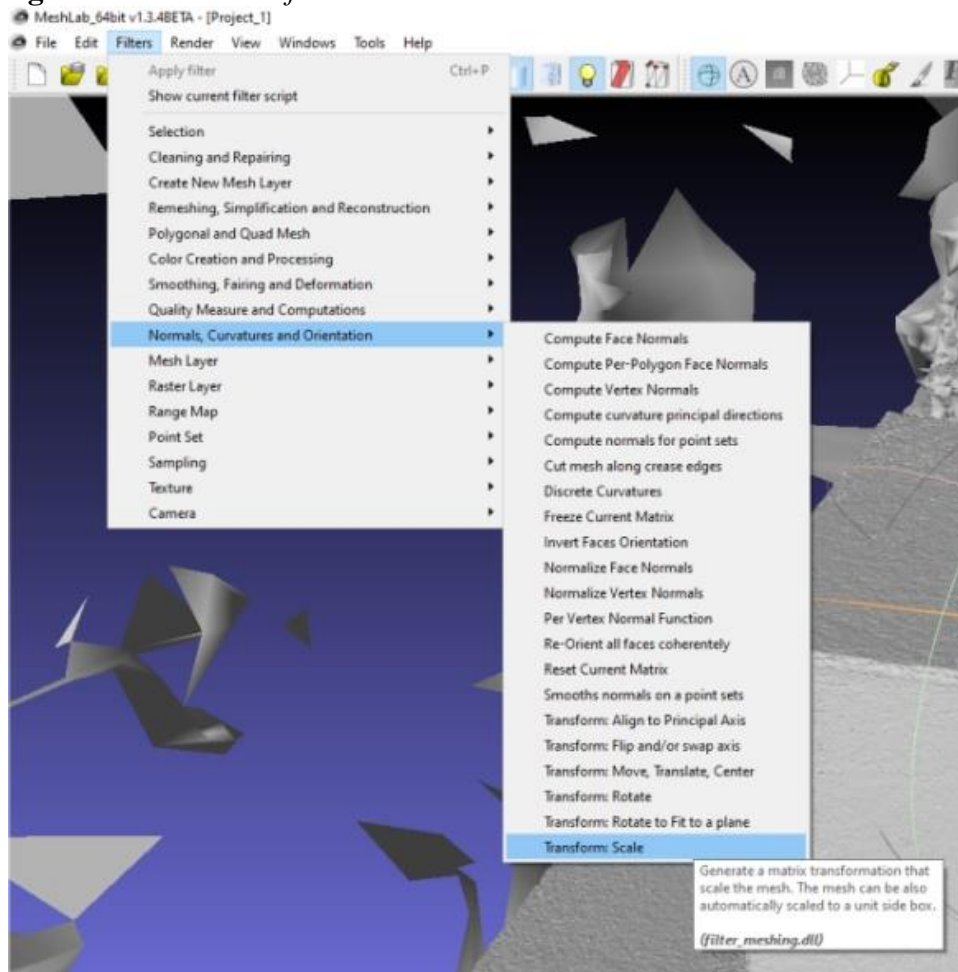 MeshLab_64bit v1.3.4BETA - [Project_1]
File Edit Filters Render View Windows Tools Help
Apply filter Ctrl+P
Show current filter script
Selection
Cleaning and Repairing
Create New Mesh Layer
Remeshing, Simplification and Reconstruction
Polygonal and Quad Mesh
Color Creation and Processing
Smoothing, Fairing and Deformation
Quality Measure and Computations
Normals, Curvatures and Orientation
Mesh Layer
Raster Layer
Range Map
Point Set
Sampling
Texture
Camera
Compute Face Normals
Compute Per-Polygon Face Normals
Compute Vertex Normals
Compute curvature principal directions
Compute normals for point sets
Cut mesh along crease edges
Discrete Curvatures
Freeze Current Matrix
Invert Faces Orientation
Normalize Face Normals
Normalize Vertex Normals
Per Vertex Normal Function
Re-Orient all faces coherentely
Reset Current Matrix
Smooths normals on a point sets
Transform: Align to Principal Axis
Transform: Flip and/or swap axis
Transform: Move, Translate, Center
Transform: Rotate
Transform: Rotate to Fit to a plane
Transform: Scale
Generate a matrix transformation that
scale the mesh. The mesh can be also
automatically scaled to a unit side box.
(filter_meshing.dll)